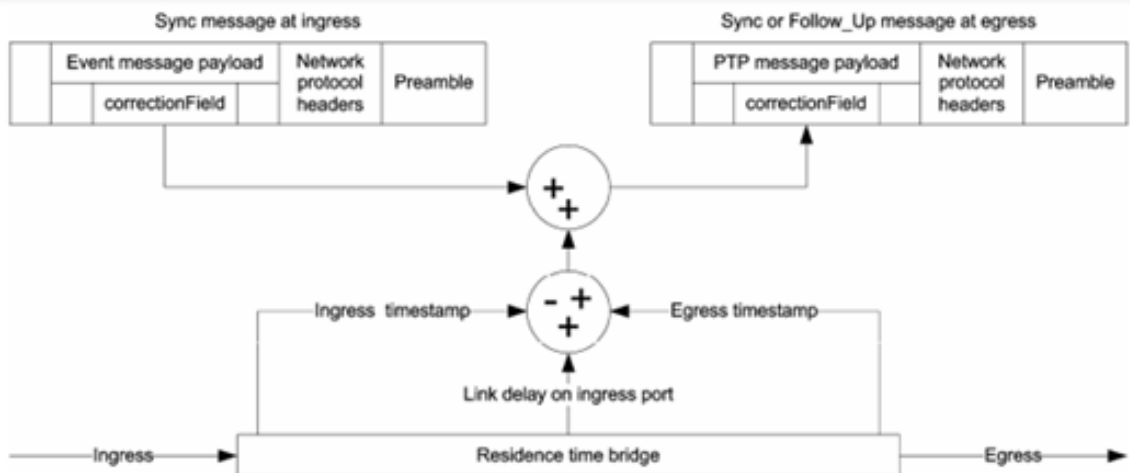 Sync message at ingress
Sync or Follow_Up message at egress
Event message payload
correctionField
Network
protocol
headers
Preamble
PTP message payload
correctionField
Network
protocol
headers
Preamble
+
+
Ingress timestamp
- +
+
Egress timestamp
Link delay on ingress port
Ingress
Residence time bridge
Egress